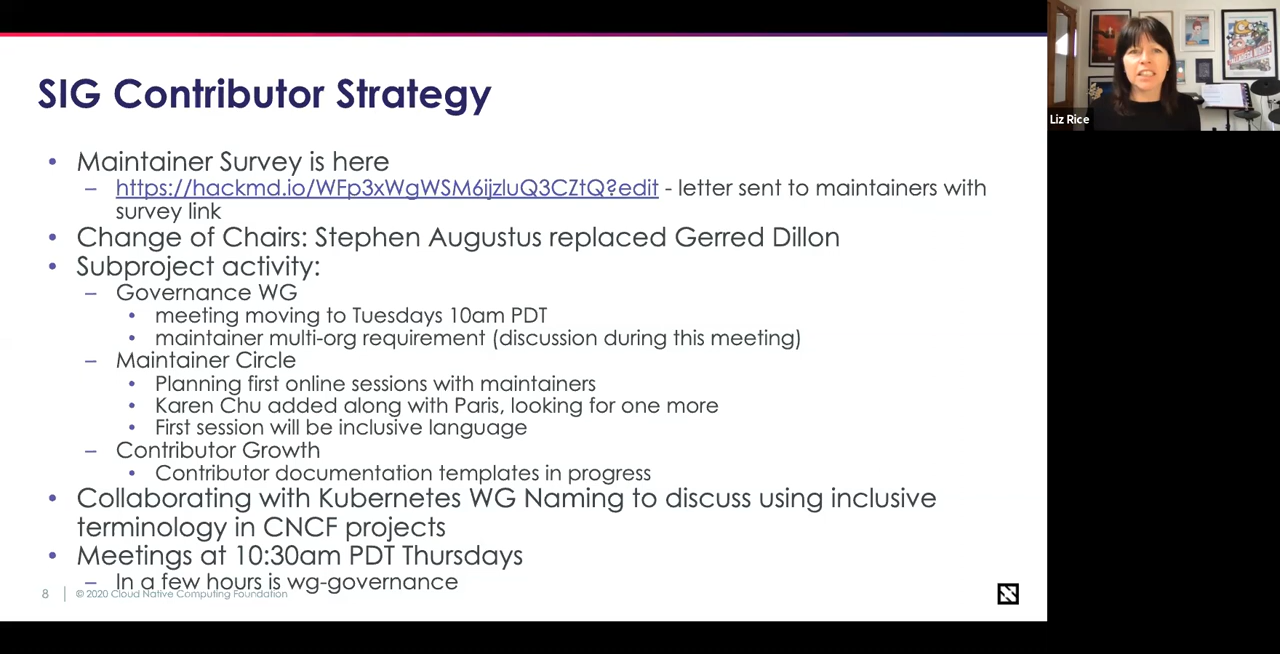 SIG Contributor Strategy
Liz Rice
• Maintainer Survey is here
– https://hackmd.io/WFp3xWgWSM6ijzluQ3CZtQ?edit - letter sent to maintainers with
survey link
• Change of Chairs: Stephen Augustus replaced Gerred Dillon
• Subproject activity:
– Governance WG
• meeting moving to Tuesdays 10am PDT
• maintainer multi-org requirement (discussion during this meeting)
– Maintainer Circle
• Planning first online sessions with maintainers
• Karen Chu added along with Paris, looking for one more
• First session will be inclusive language
– Contributor Growth
• Contributor documentation templates in progress
• Collaborating with Kubernetes WG Naming to discuss using inclusive
terminology in CNCF projects
• Meetings at 10:30am PDT Thursdays
– In a few hours is wg-governance
8 | © 2020 Cloud Native Computing Foundation